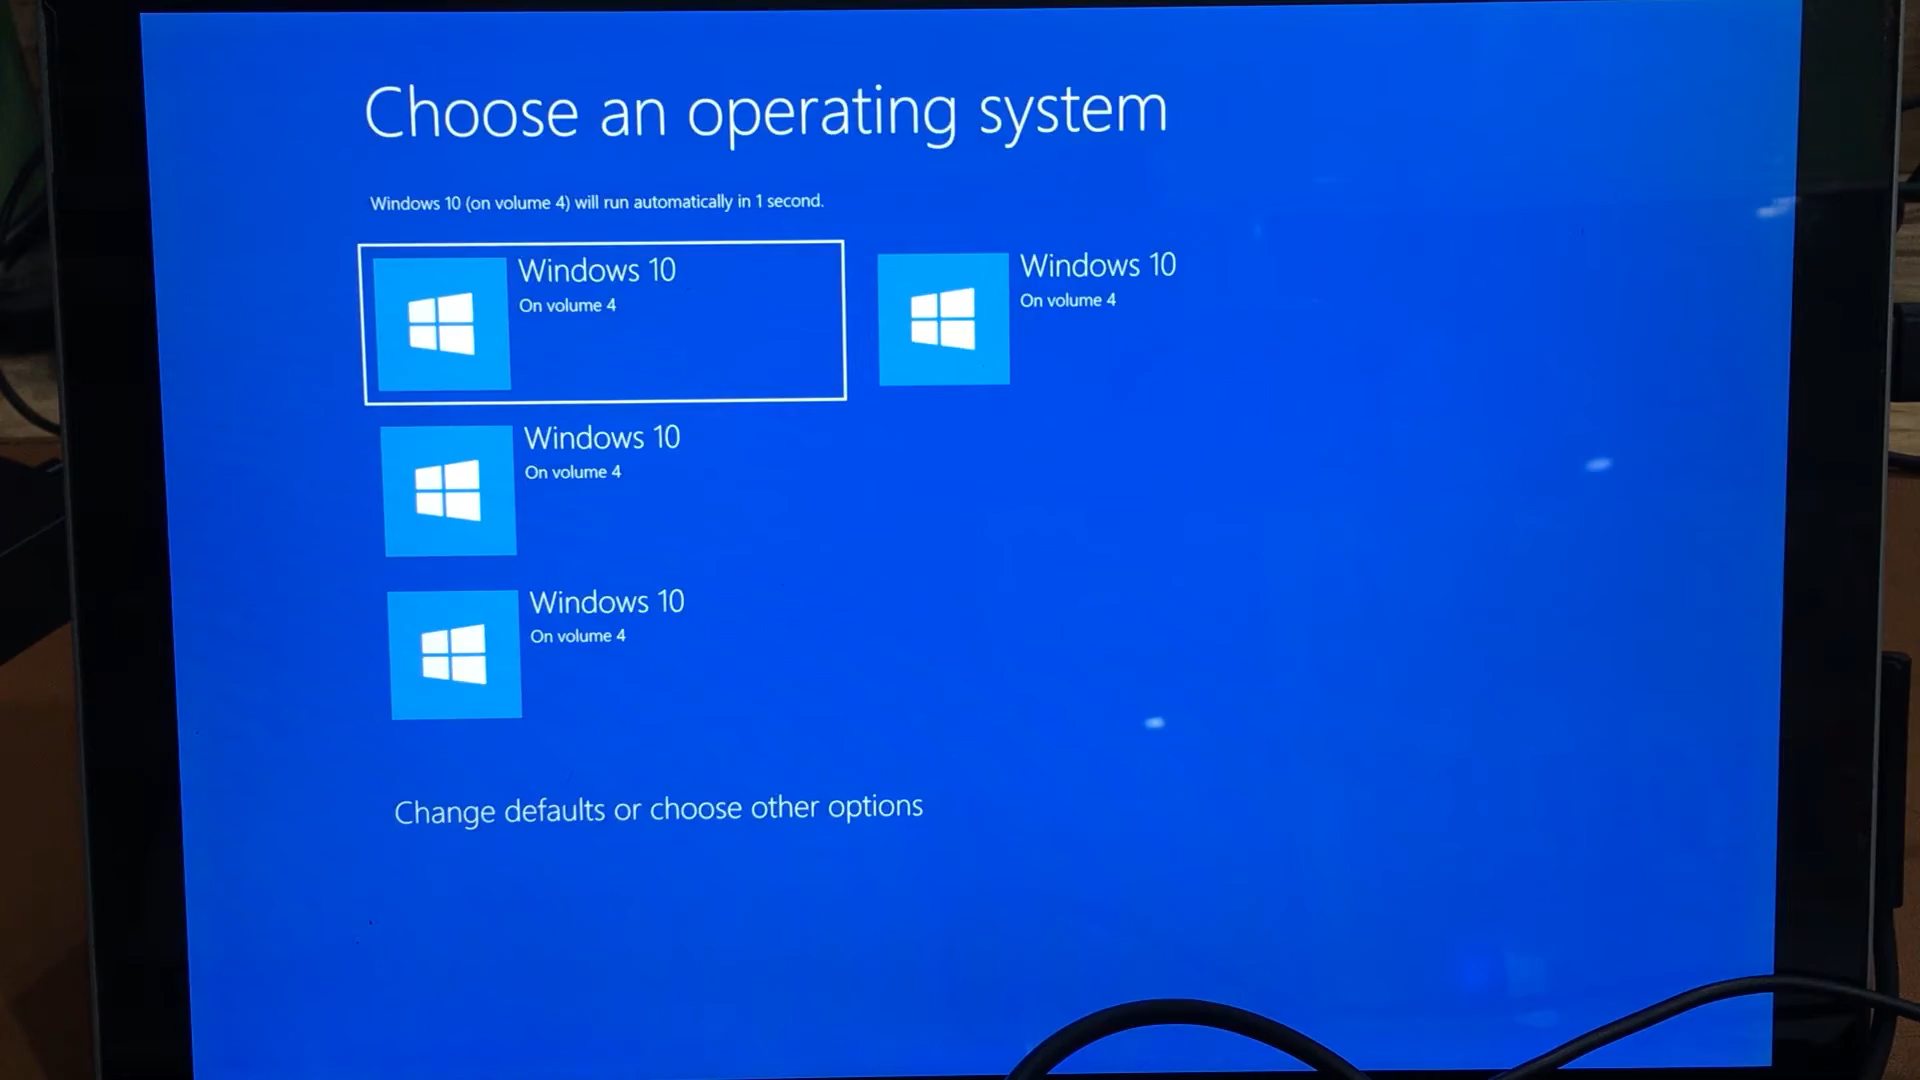 Choose an operating system
Windows 10 (on volume 4) will run automatically in 1 second.
Windows 10
On volume 4
Windows 10
On volume 4
Windows 10
On volume 4
Windows 10
On volume 4
Change defaults or choose other options